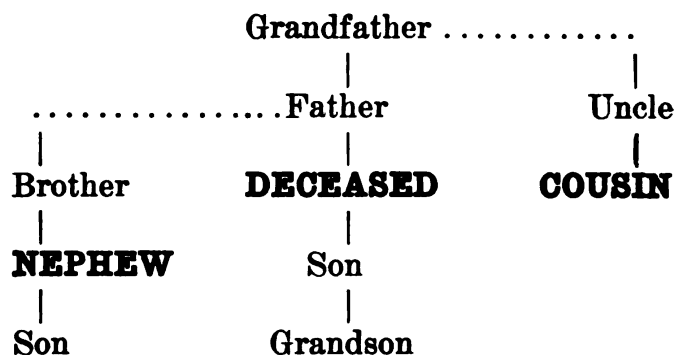 Grandfather ............
................Father Uncle
Brother DECEASED COUSIN
NEPHEW Son
Son Grandson